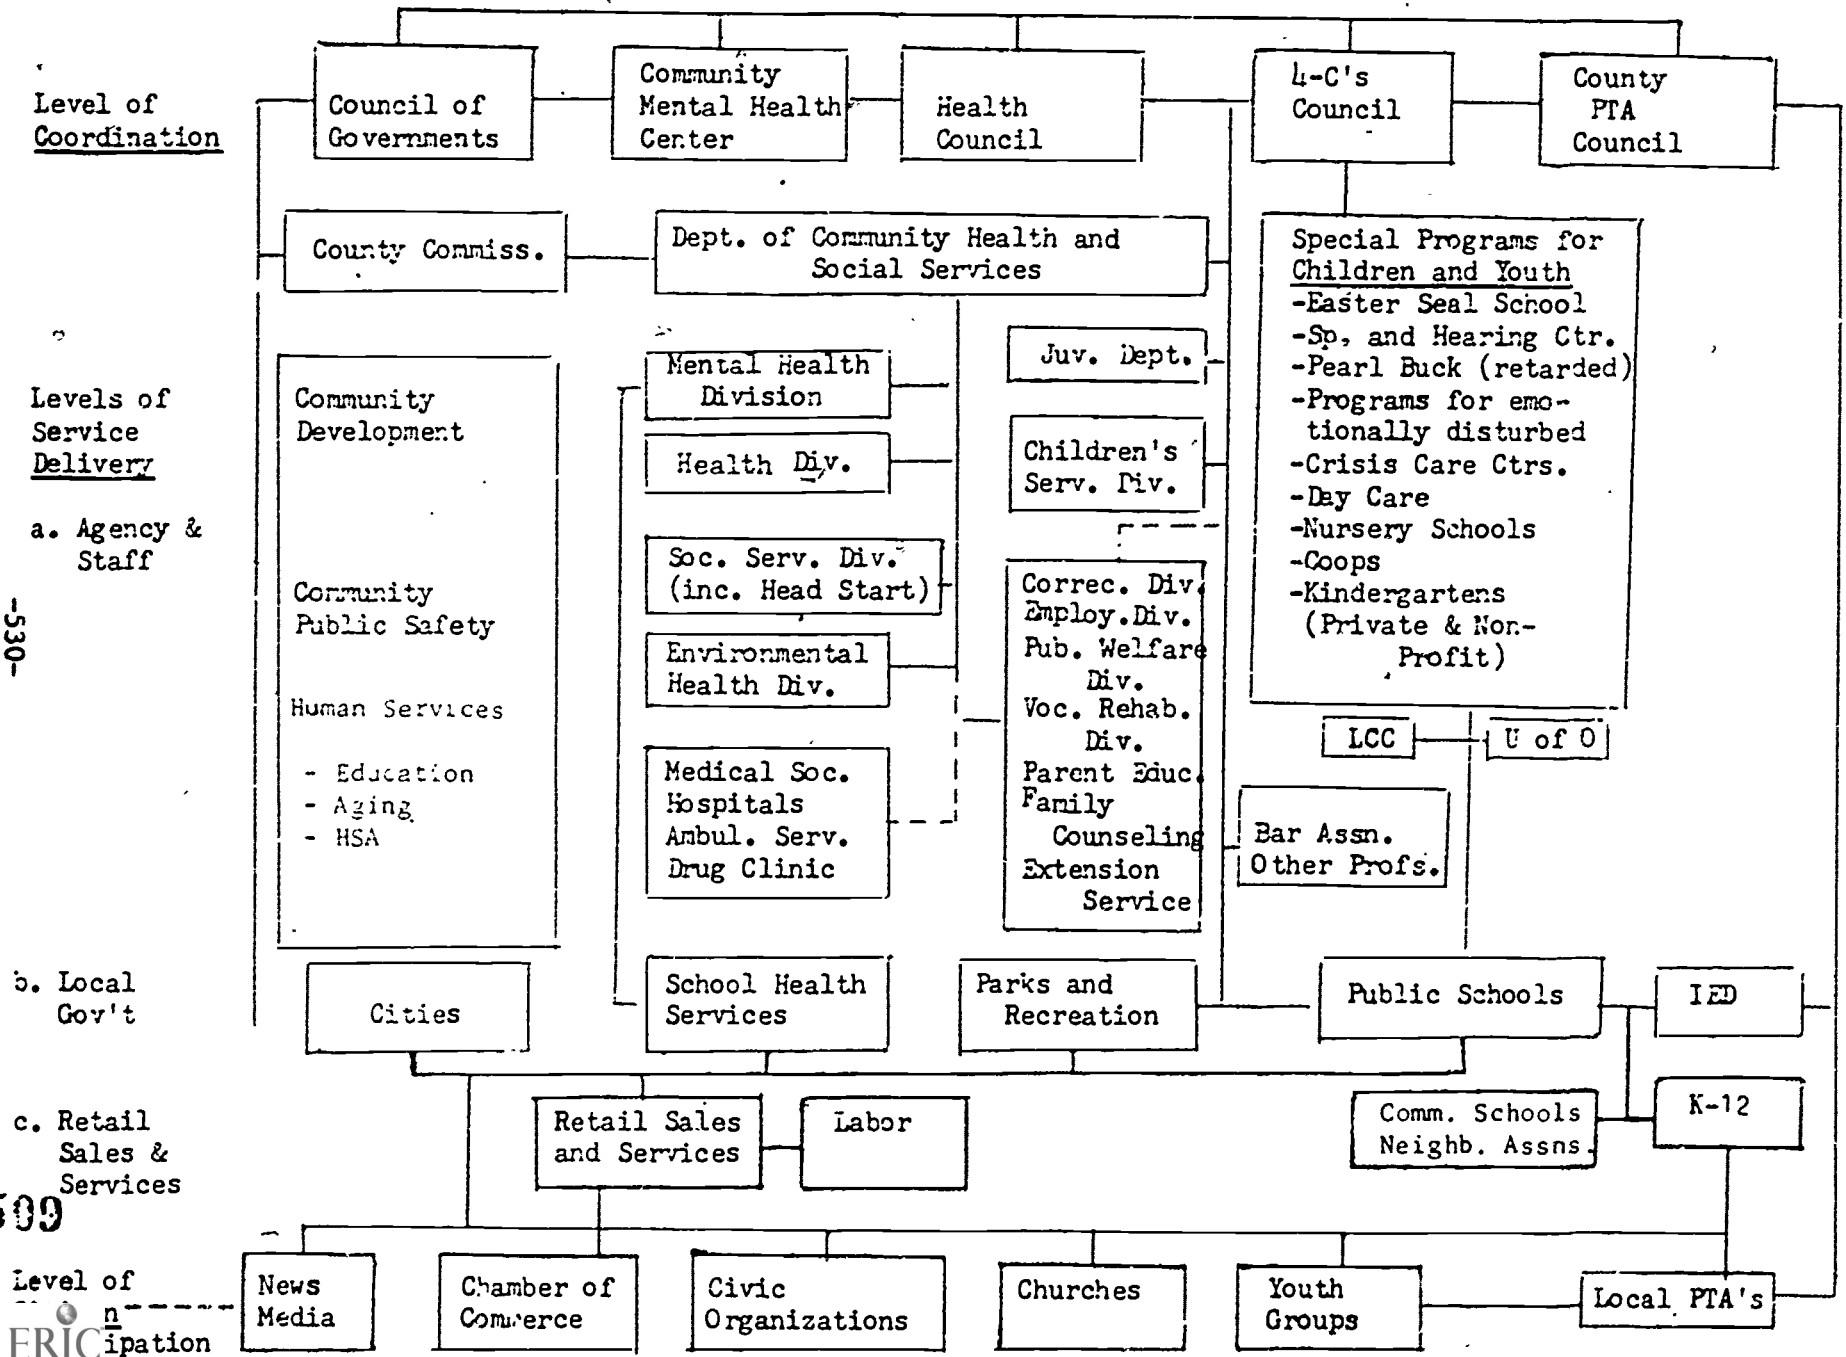 Level of
Coordination
Council of
Governments
Community
Mental Health
Center
Health
Council
4-C's
Council
County
PTA
Council
County Commiss.
Dept. of Community Health and
Social Services
Special Programs for
Children and Youth
-Easter Seal School
-Sp. and Hearing Ctr.
-Pearl Buck (retarded)
-Programs for emo-
tionally disturbed
-Crisis Care Ctrs.
-Day Care
-Nursery Schools
-Coops
-Kindergartens
(Private & Non-
Profit)
Levels of
Service
Delivery
a. Agency &
Staff
Community
Development
Community
Public Safety
Human Services
- Education
- Aging
- HSA
Mental Health
Division
Health Div.
Soc. Serv. Div.
(inc. Head Start)
Environmental
Health Div.
Medical Soc.
Hospitals
Ambul. Serv.
Drug Clinic
Juv. Dept.
Children's
Serv. Div.
Correc. Div.
Employ. Div.
Pub. Welfare
Div.
Voc. Rehab.
Div.
Parent Educ.
Family
Counseling
Extension
Service
LCC
U of O
Bar Assn.
Other Profs.
-530-
b. Local
Gov't
Cities
School Health
Services
Parks and
Recreation
Public Schools
IED
c. Retail
Sales &
Services
Retail Sales
and Services
Labor
Comm. Schools
Neighb. Assns.
K-12
Level of
ipation
News
Media
Chamber of
Commerce
Civic
Organizations
Churches
Youth
Groups
Local PTA's
ERIC